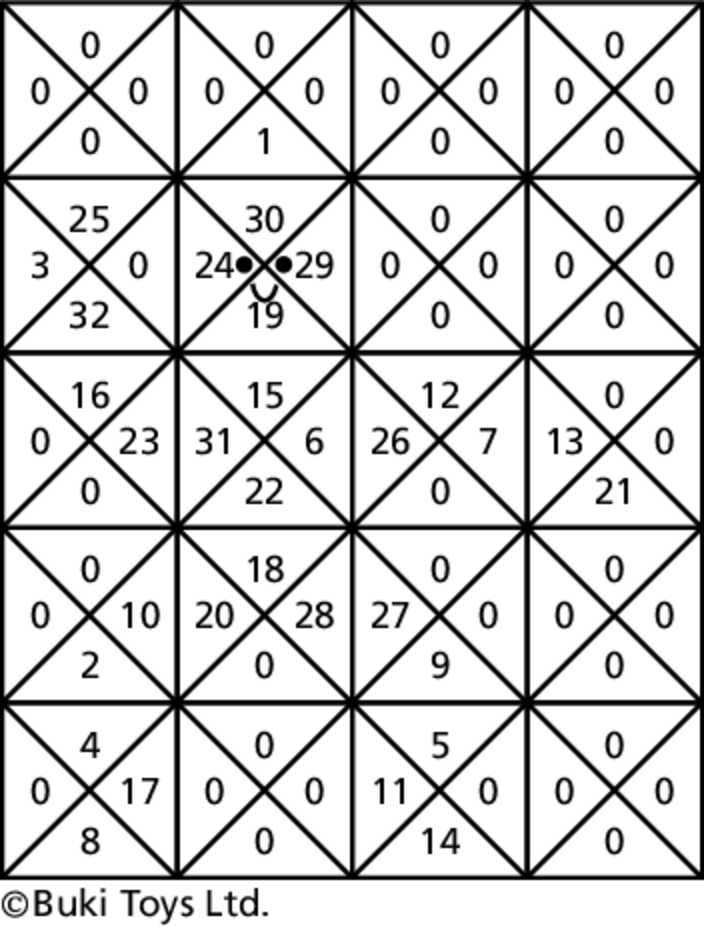 0 0 0 0
0 0 0 0 0 0 0 0
0 1 0 0
25 30 0 0
3 0 24 29 0 0 0 0
32 19 0 0
16 15 12 0
0 23 31 6 26 7 13 0
0 22 0 21
0 18 0 0
0 10 20 28 27 0 0 0
2 0 9 0
4 0 5 0
0 17 0 0 11 0 0 0
8 0 14 0
©Buki Toys Ltd.